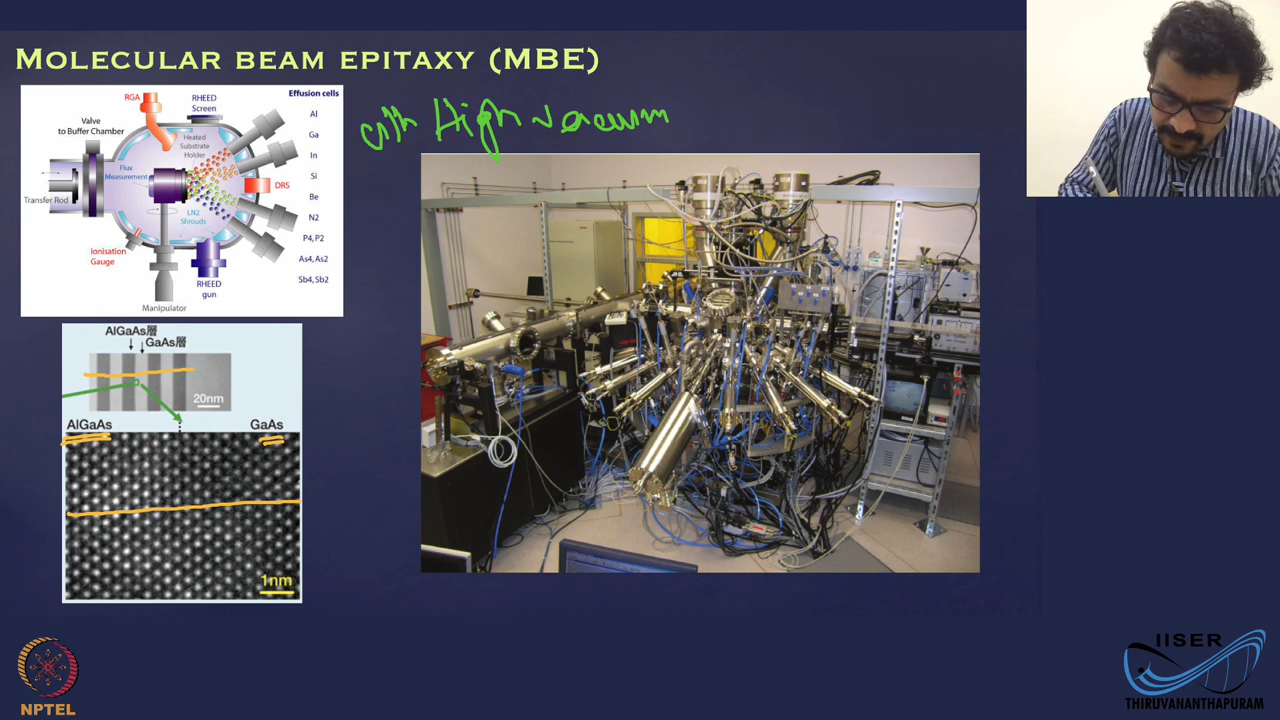 MOLECULAR BEAM EPITAXY (MBE)
High vacuum
RGA
RHEED
Screen
Effusion cells
Valve
to Buffer Chamber
Heated
Substrate
Holder
Flux
Measurement
Transfer Rod
LN2
Shrouds
DRS
Ionisation
Gauge
RHEED
gun
Manipulator
Al
Ga
In
Si
Be
N2
P4, P2
As4, As2
Sb4, Sb2
AlGaAs層
GaAs層
20nm
AlGaAs
GaAs
1nm
NPTEL
IISER
THIRUVANANTHAPURAM